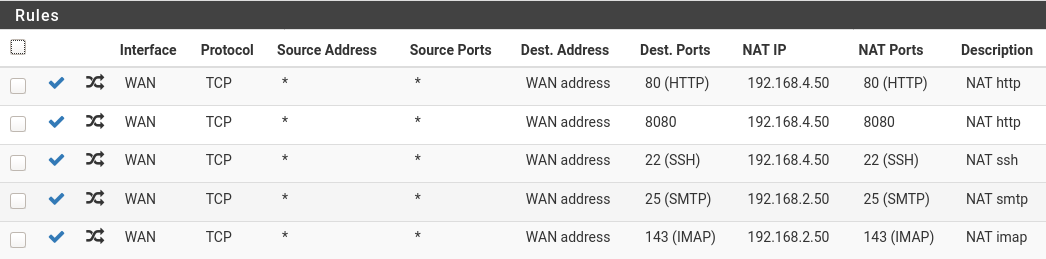 Rules
Interface Protocol Source Address Source Ports Dest. Address Dest. Ports NAT IP NAT Ports Description
WAN TCP * * WAN address 80 (HTTP) 192.168.4.50 80 (HTTP) NAT http
WAN TCP * * WAN address 8080 192.168.4.50 8080 NAT http
WAN TCP * * WAN address 22 (SSH) 192.168.4.50 22 (SSH) NAT ssh
WAN TCP * * WAN address 25 (SMTP) 192.168.2.50 25 (SMTP) NAT smtp
WAN TCP * * WAN address 143 (IMAP) 192.168.2.50 143 (IMAP) NAT imap